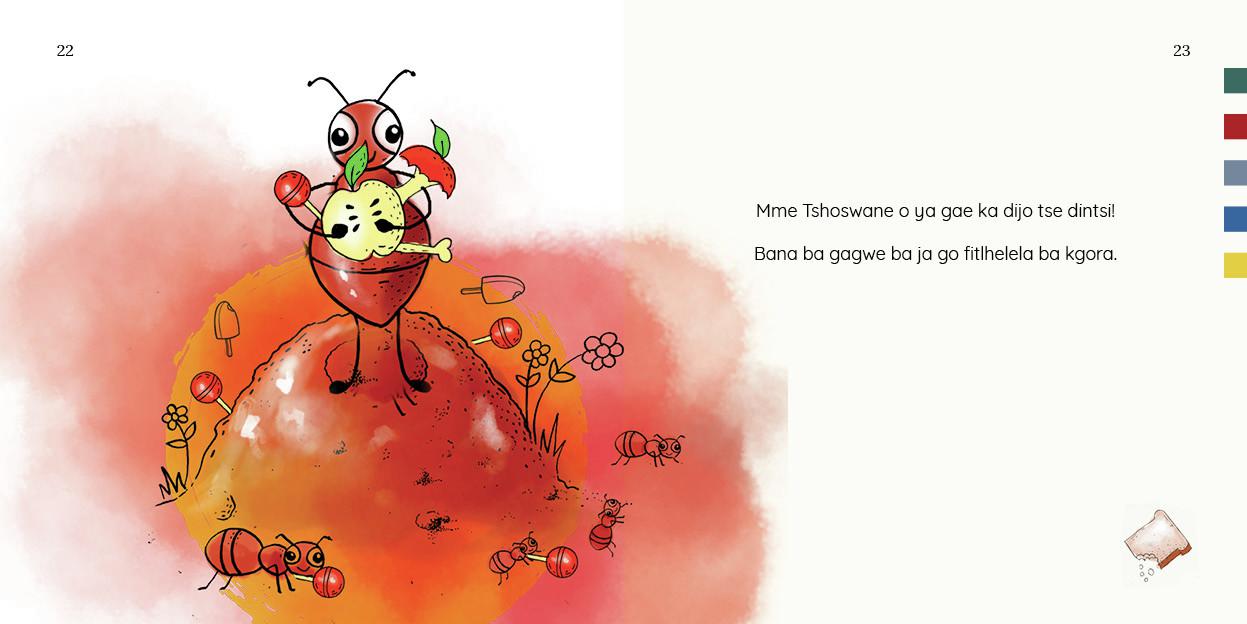 22
23
Mme Tshoswane o ya gae ka dijo tse dintsi!
Bana ba gagwe ba ja go fitlhelela ba kgora.